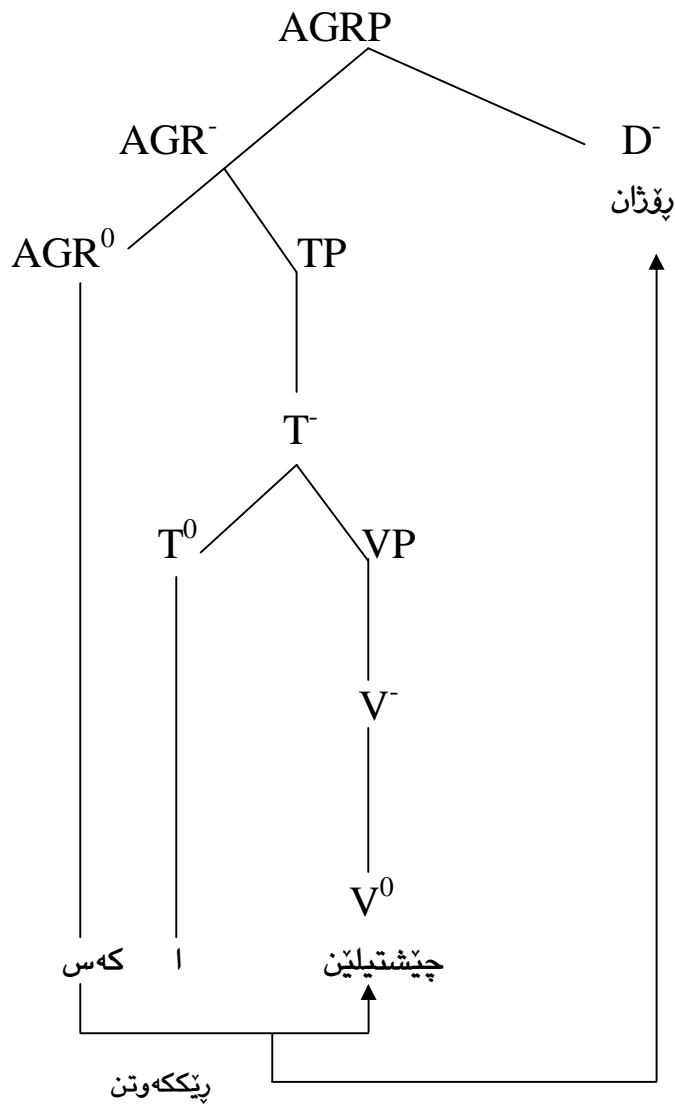 AGRP
AGR⁻ D⁻
ڕۆژان
AGR⁰ TP
T⁻
T⁰ VP
V⁻
V⁰
چێشتیلێن ا کەس
ڕێککەوتن